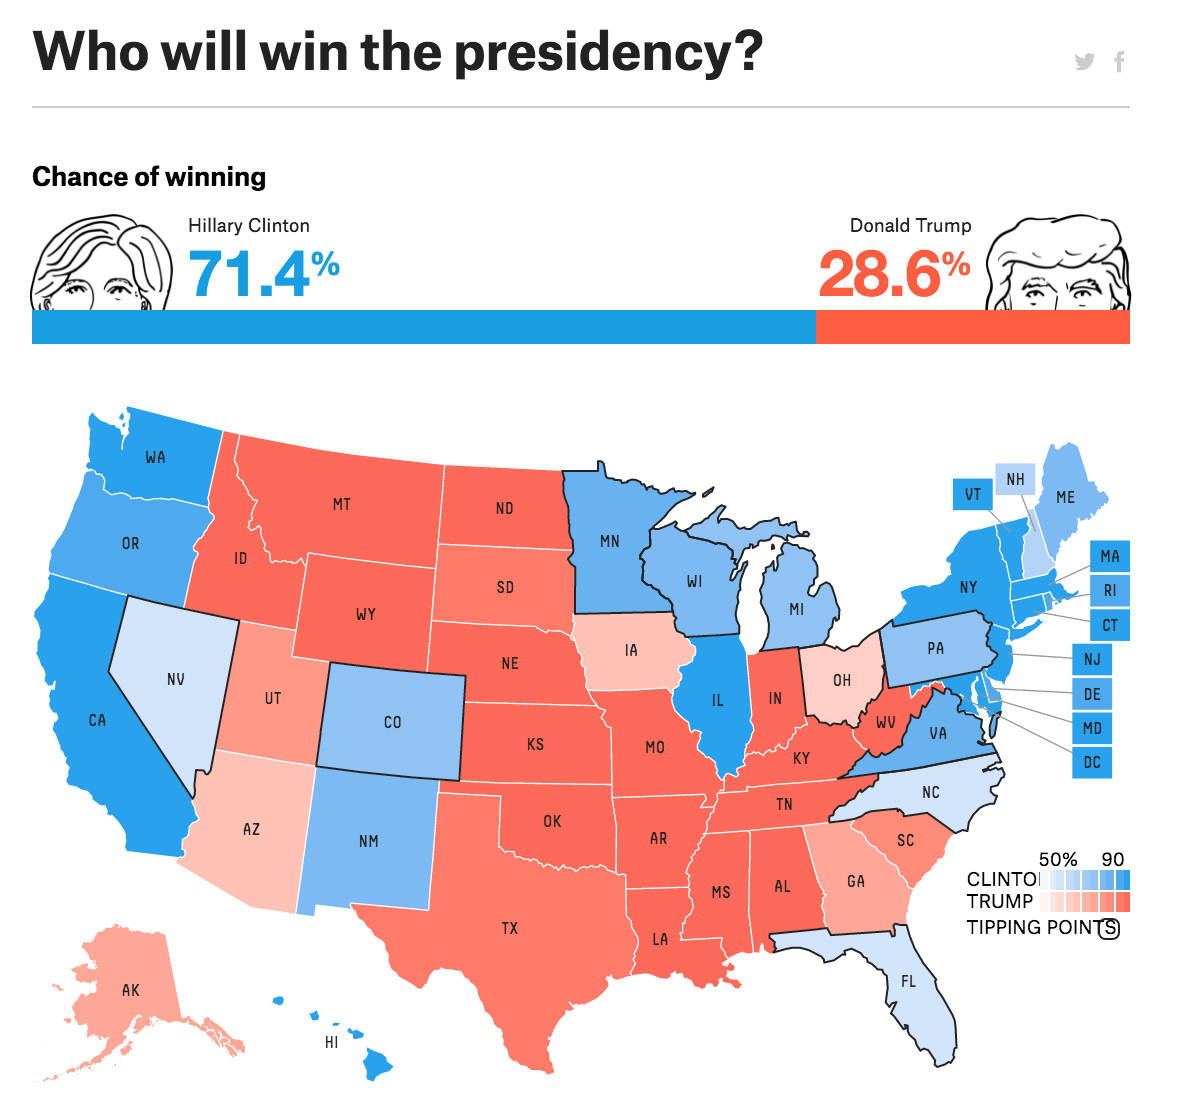 Who will win the presidency?
Chance of winning
Hillary Clinton
Donald Trump
71.4%
28.6%
WA
MT
ND
MN
VT
NH
ME
OR
ID
SD
WI
MI
NY
MA
RI
CT
WY
IA
NE
PA
NJ
DE
MD
DC
NV
UT
CO
IL
IN
OH
WV
VA
CA
KS
MO
KY
NC
AZ
NM
OK
AR
TN
SC
MS
AL
GA
TX
LA
FL
AK
HI
50% 90
CLINTO
TRUMP
TIPPING POINTS